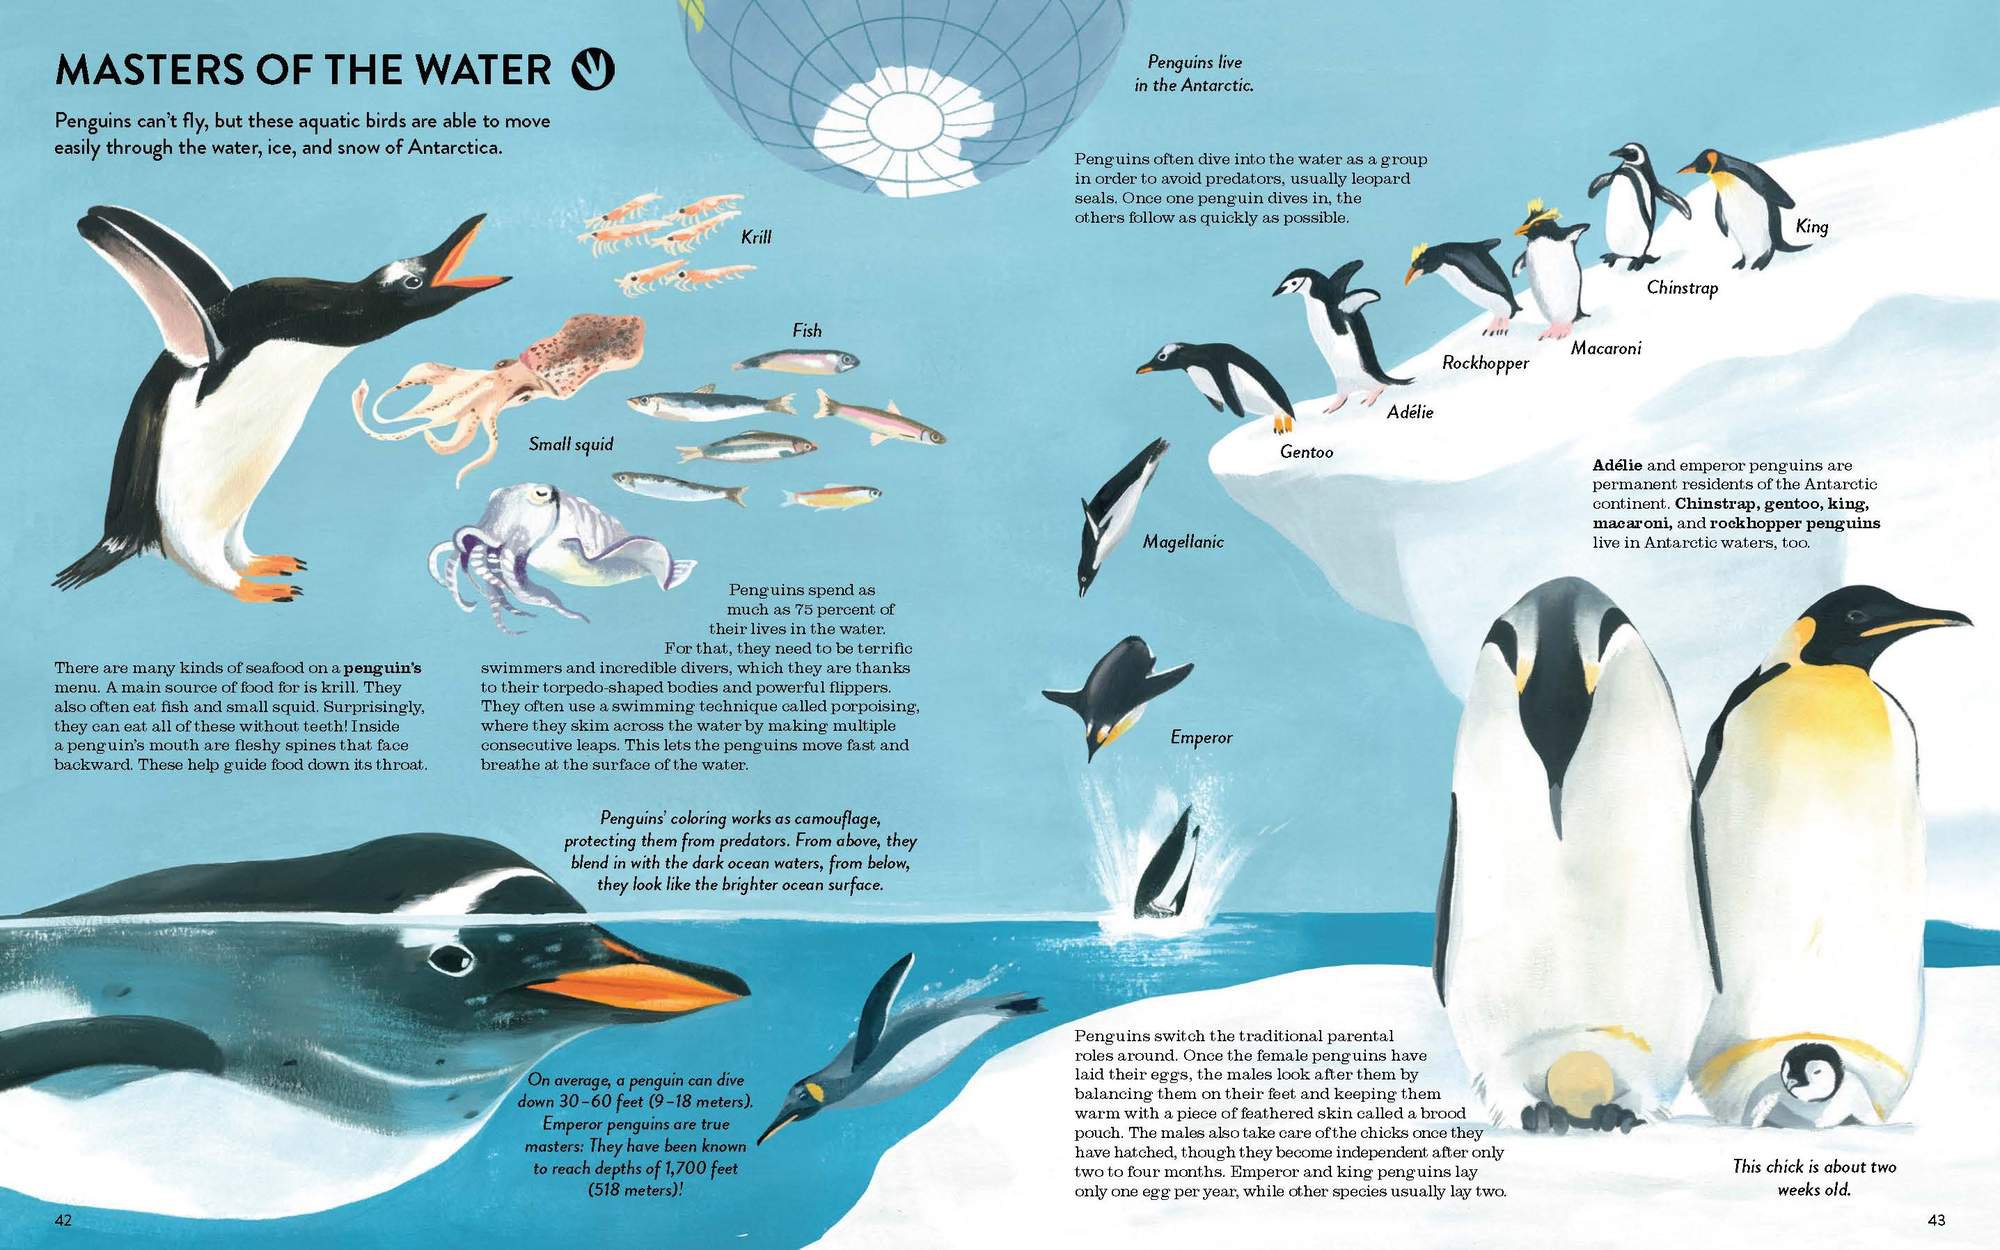 MASTERS OF THE WATER
Penguins can't fly, but these aquatic birds are able to move
easily through the water, ice, and snow of Antarctica.
Krill
Fish
Small squid
There are many kinds of seafood on a penguin's
menu. A main source of food for is krill. They
also often eat fish and small squid. Surprisingly,
they can eat all of these without teeth! Inside
a penguin's mouth are fleshy spines that face
backward. These help guide food down its throat.
Penguins spend as
much as 75 percent of
their lives in the water.
For that, they need to be terrific
swimmers and incredible divers, which they are thanks
to their torpedo-shaped bodies and powerful flippers.
They often use a swimming technique called porpoising,
where they skim across the water by making multiple
consecutive leaps. This lets the penguins move fast and
breathe at the surface of the water.
Penguins' coloring works as camouflage,
protecting them from predators. From above, they
blend in with the dark ocean waters, from below,
they look like the brighter ocean surface.
On average, a penguin can dive
down 30–60 feet (9–18 meters).
Emperor penguins are true
masters: They have been known
to reach depths of 1,700 feet
(518 meters)!
42
Penguins live
in the Antarctic.
Penguins often dive into the water as a group
in order to avoid predators, usually leopard
seals. Once one penguin dives in, the
others follow as quickly as possible.
King
Chinstrap
Macaroni
Rockhopper
Adélie
Gentoo
Magellanic
Emperor
Adélie and emperor penguins are
permanent residents of the Antarctic
continent. Chinstrap, gentoo, king,
macaroni, and rockhopper penguins
live in Antarctic waters, too.
Penguins switch the traditional parental
roles around. Once the female penguins have
laid their eggs, the males look after them by
balancing them on their feet and keeping them
warm with a piece of feathered skin called a brood
pouch. The males also take care of the chicks once they
have hatched, though they become independent after only
two to four months. Emperor and king penguins lay
only one egg per year, while other species usually lay two.
This chick is about two
weeks old.
43